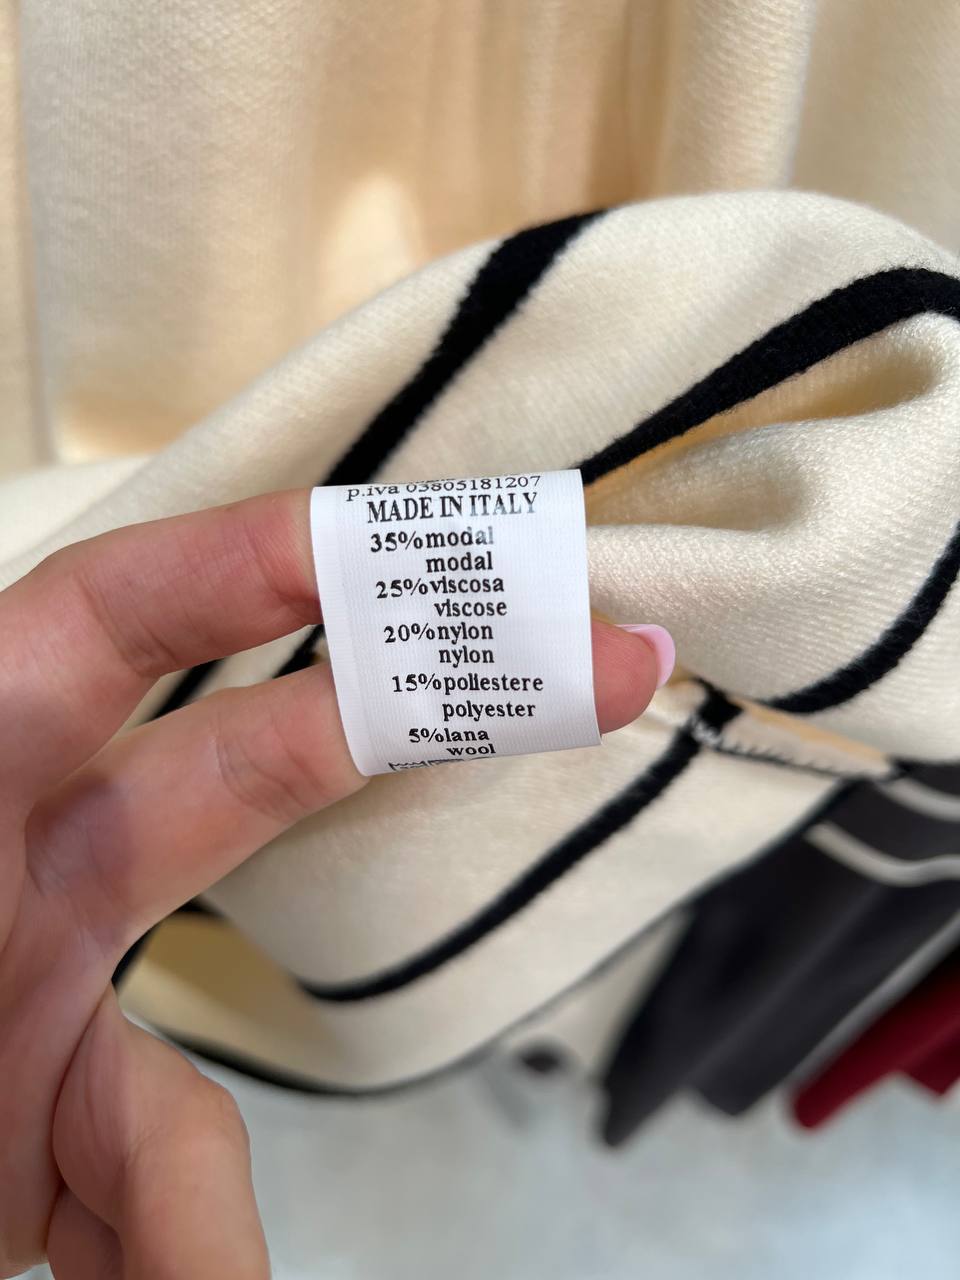 p.iva 03805181207
MADE IN ITALY
35%modal
modal
25%viscosa
viscose
20%nylon
nylon
15%poliestere
polyester
5%lana
wool